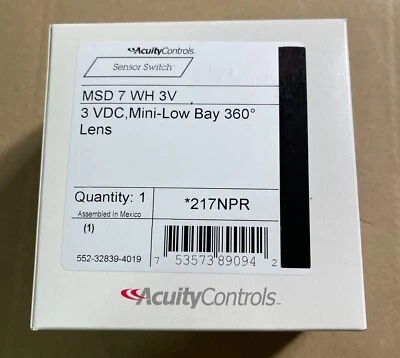 AcuityControls
Sensor Switch
MSD 7 WH 3V
3 VDC,Mini-Low Bay 360°
Lens
Quantity: 1
*217NPR
Assembled In Mexico
(1)
552-32839-4019
7 53573 89094 2
AcuityControls